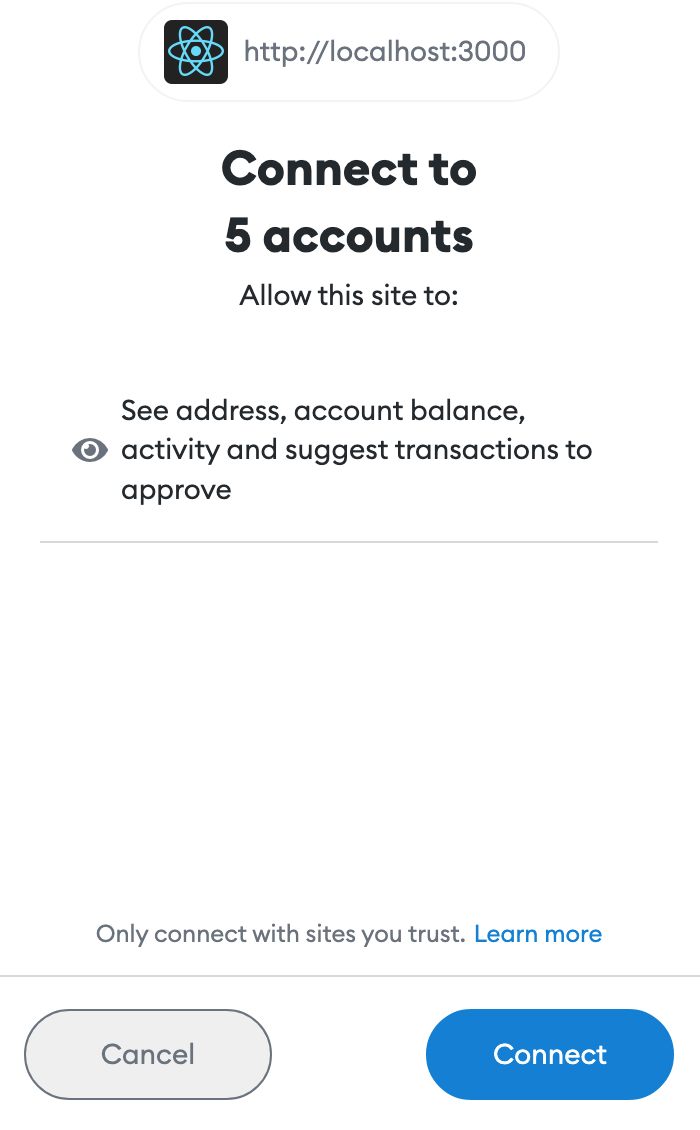 http://localhost:3000
Connect to
5 accounts
Allow this site to:
See address, account balance,
activity and suggest transactions to
approve
Only connect with sites you trust. Learn more
Cancel
Connect